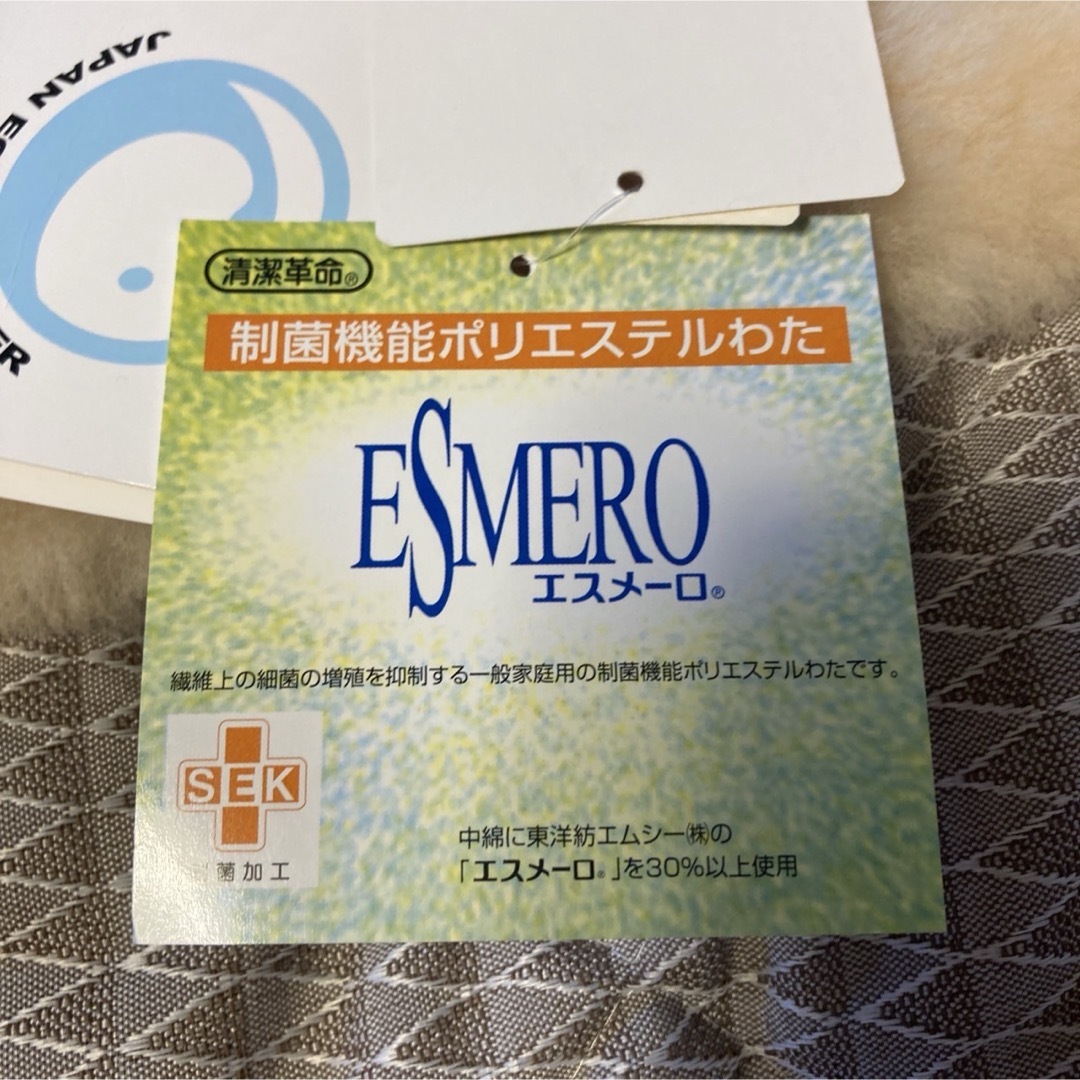 JAPAN
清潔革命®
制菌機能ポリエステルわた
ESMERO
エスメーロ®
繊維上の細菌の増殖を抑制する一般家庭用の制菌機能ポリエステルわたです。
SEK
菌加工
中綿に東洋紡エムシー㈱の
「エスメーロ®」を30%以上使用